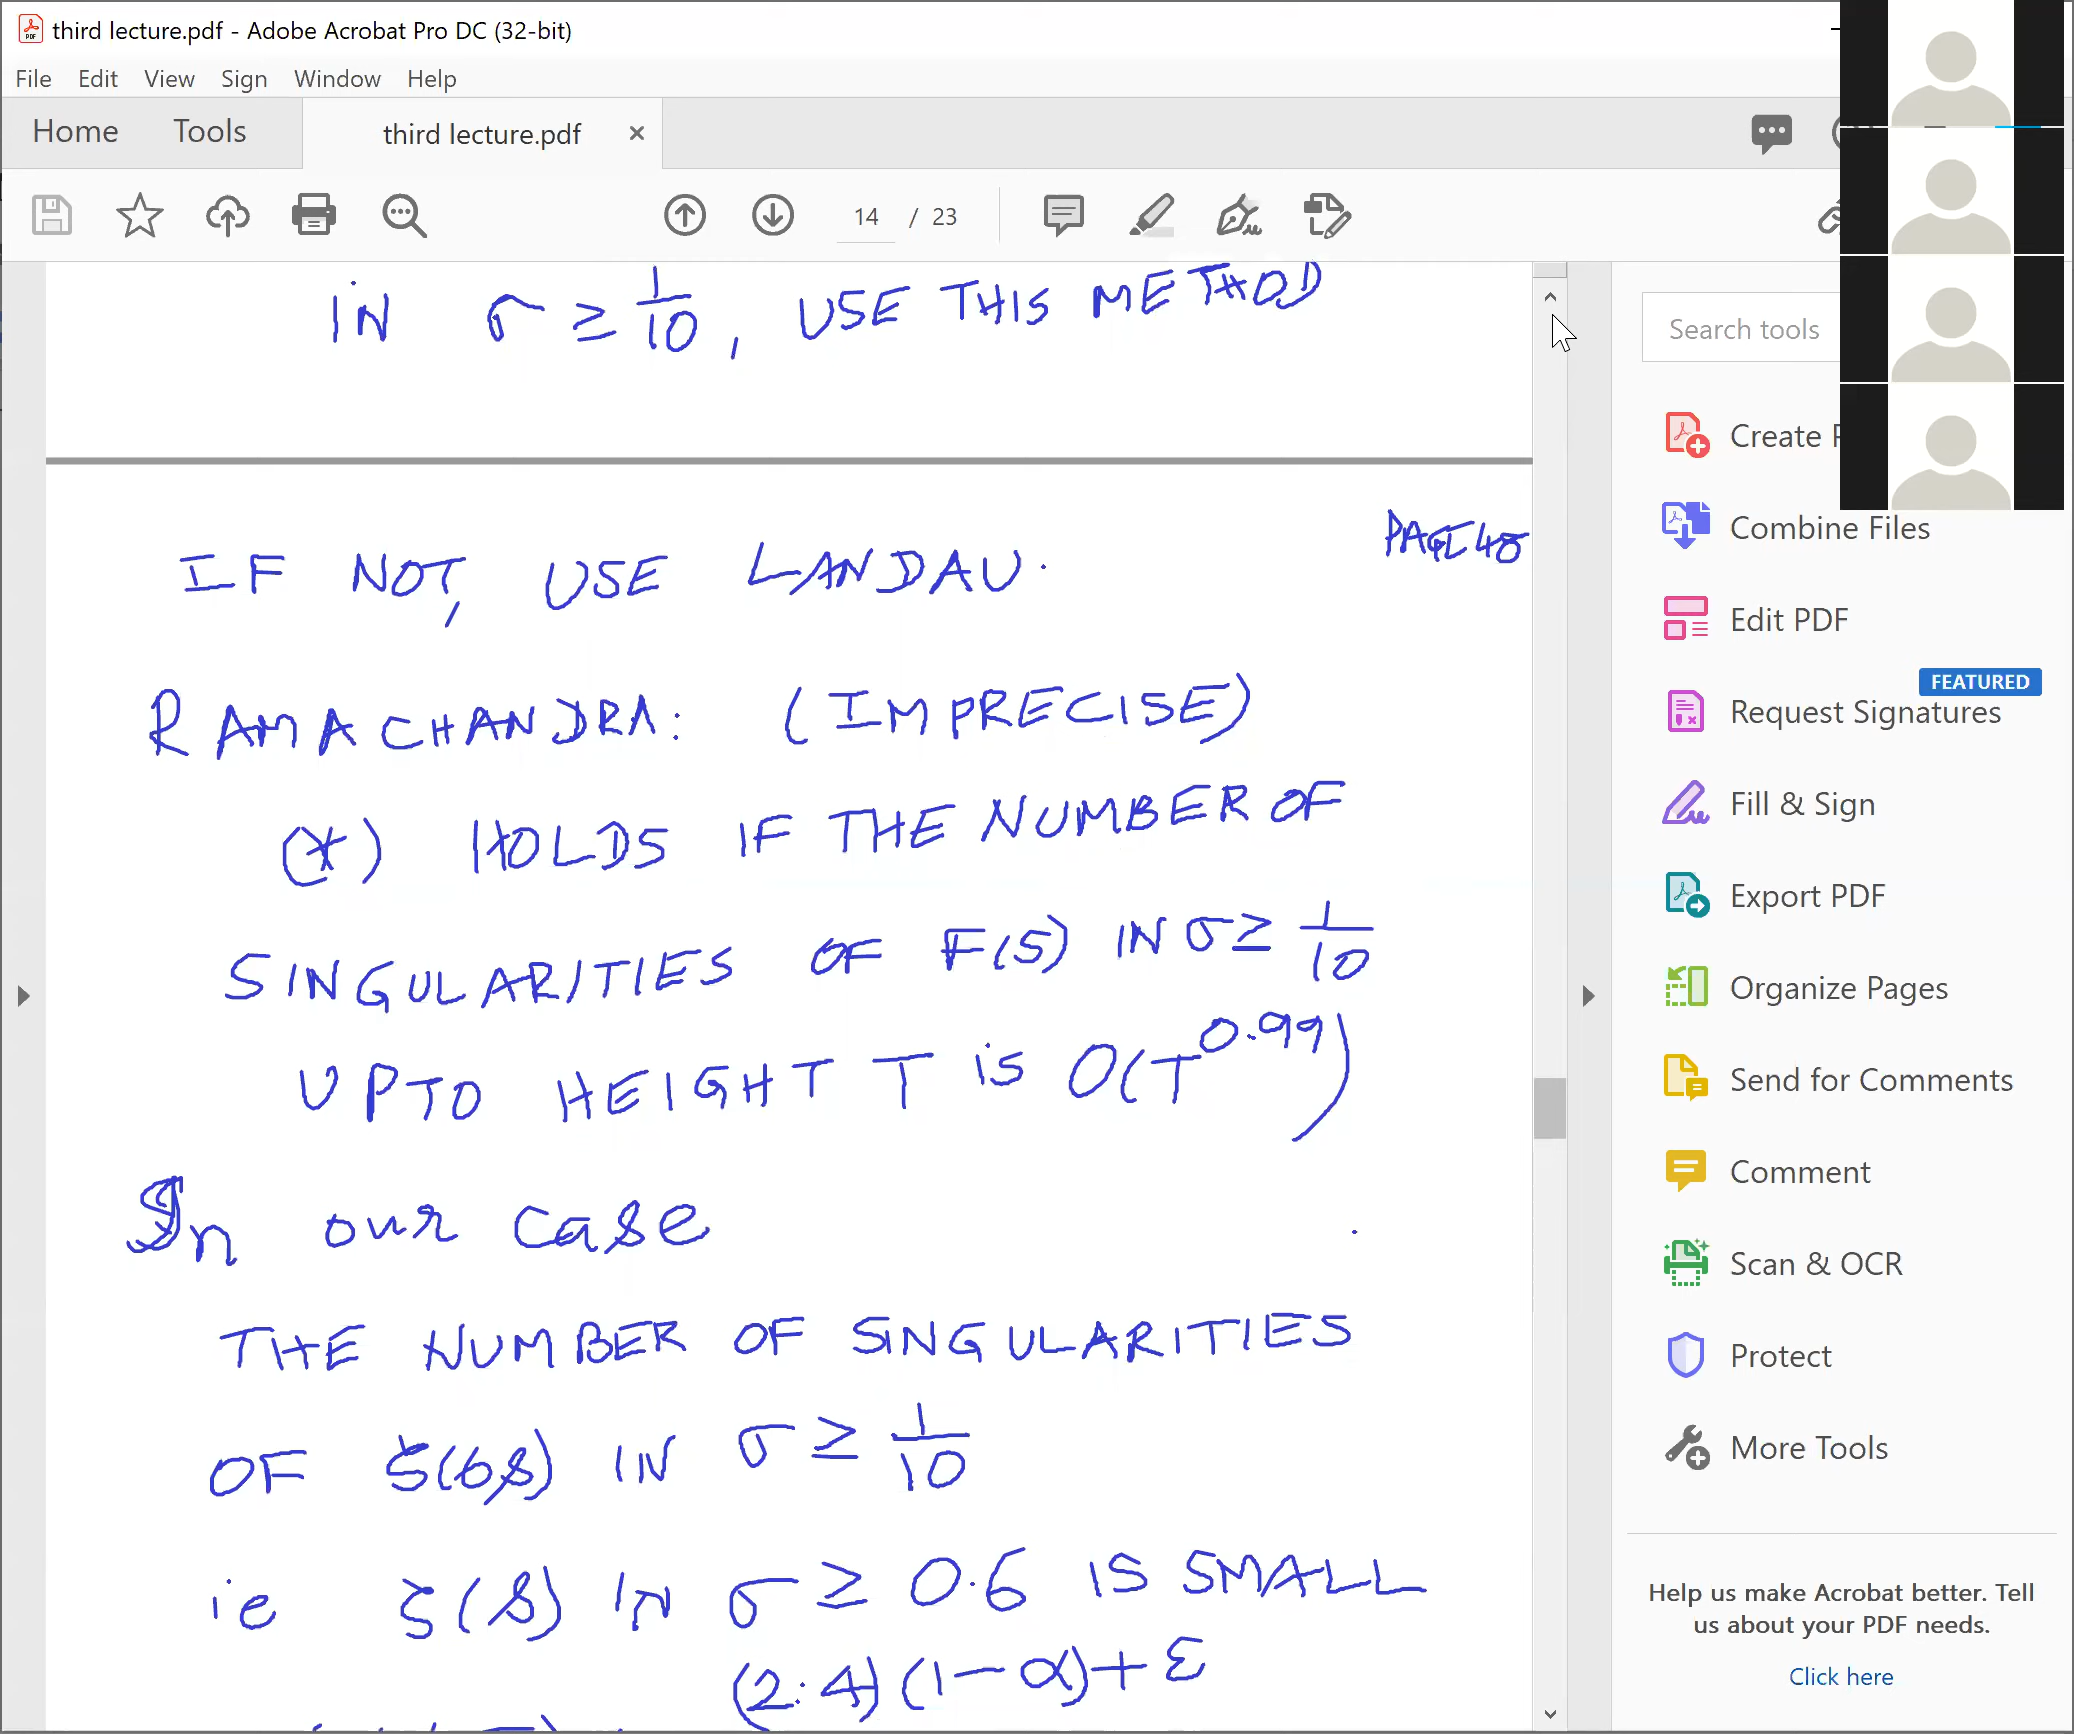 third lecture.pdf - Adobe Acrobat Pro DC (32-bit)
File Edit View Sign Window Help
Home Tools third lecture.pdf ×
14 / 23
IN σ ≥ 1/10, USE THIS METHOD
PAGE 48
IF NOT, USE LANDAU.
RAMACHANDRA: (IMPRECISE)
(*) HOLDS IF THE NUMBER OF
SINGULARITIES OF F(S) IN σ ≥ 1/10
UPTO HEIGHT T IS O(T^0.99)
In our case
THE NUMBER OF SINGULARITIES
OF ζ(6s) IN σ ≥ 1/10
ie ζ(s) IN σ ≥ 0.6 IS SMALL
(2.4)(1-α)+ε
Search tools
Create
Combine Files
Edit PDF
FEATURED
Request Signatures
Fill & Sign
Export PDF
Organize Pages
Send for Comments
Comment
Scan & OCR
Protect
More Tools
Help us make Acrobat better. Tell
us about your PDF needs.
Click here